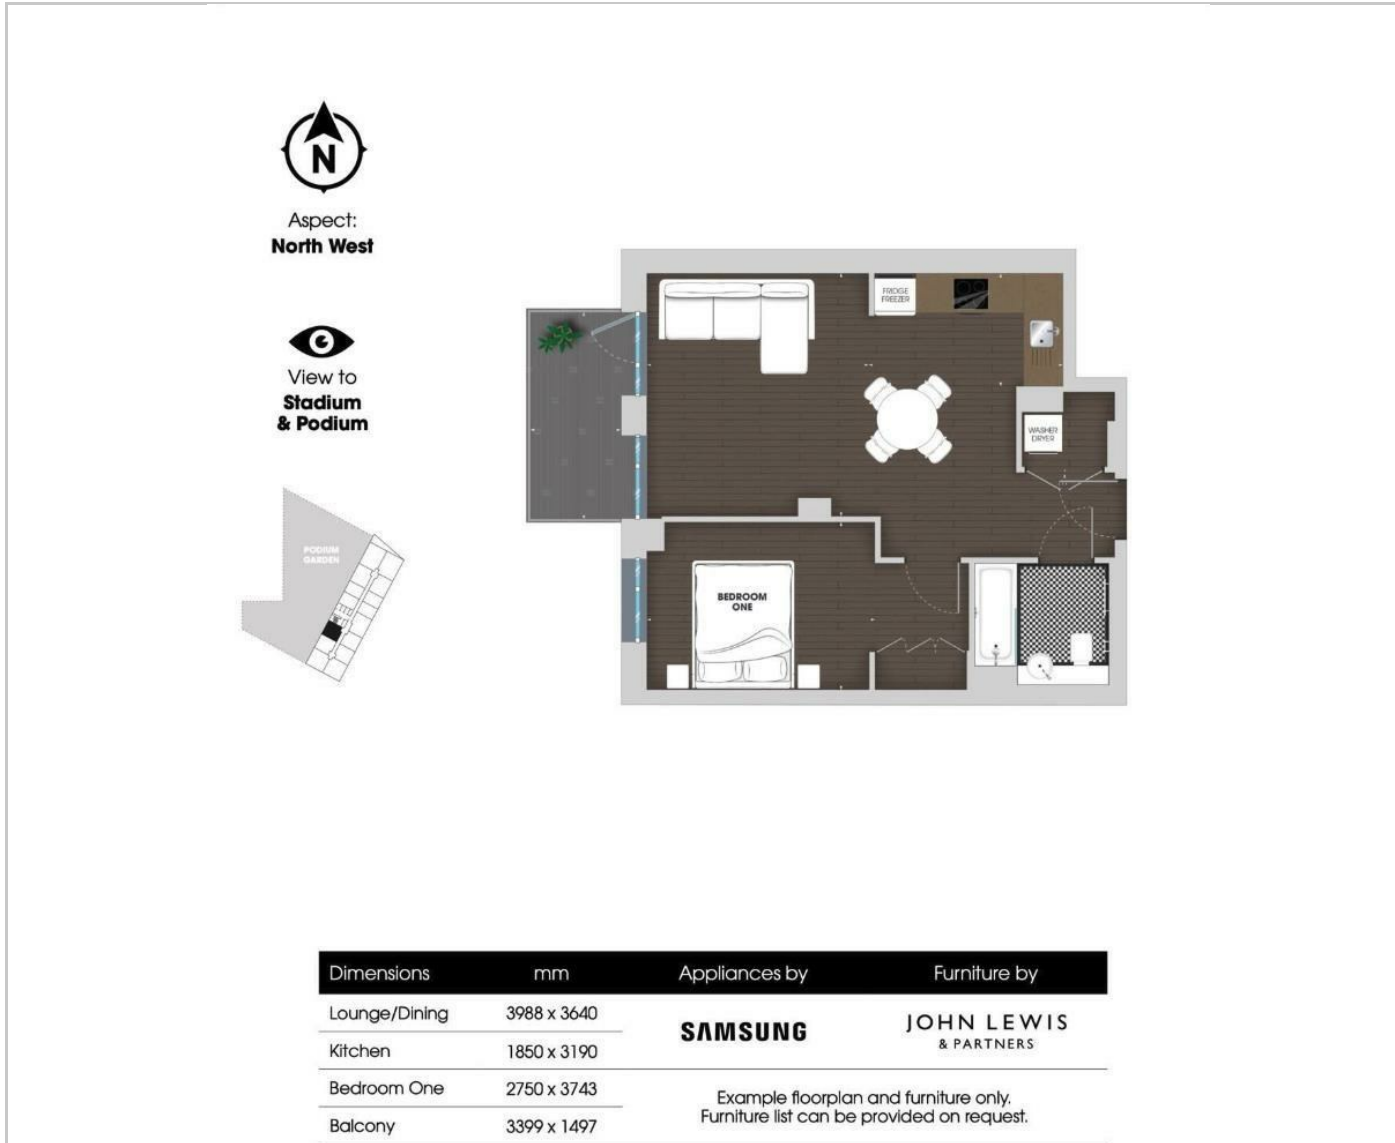 N
Aspect:
North West
View to
Stadium
& Podium
PODIUM
GARDEN
FRIDGE
FREEZER
WASHER
DRYER
BEDROOM
ONE
Dimensions mm Appliances by Furniture by
Lounge/Dining 3988 x 3640
SAMSUNG
JOHN LEWIS
& PARTNERS
Kitchen 1850 x 3190
Bedroom One 2750 x 3743
Example floorplan and furniture only.
Furniture list can be provided on request.
Balcony 3399 x 1497